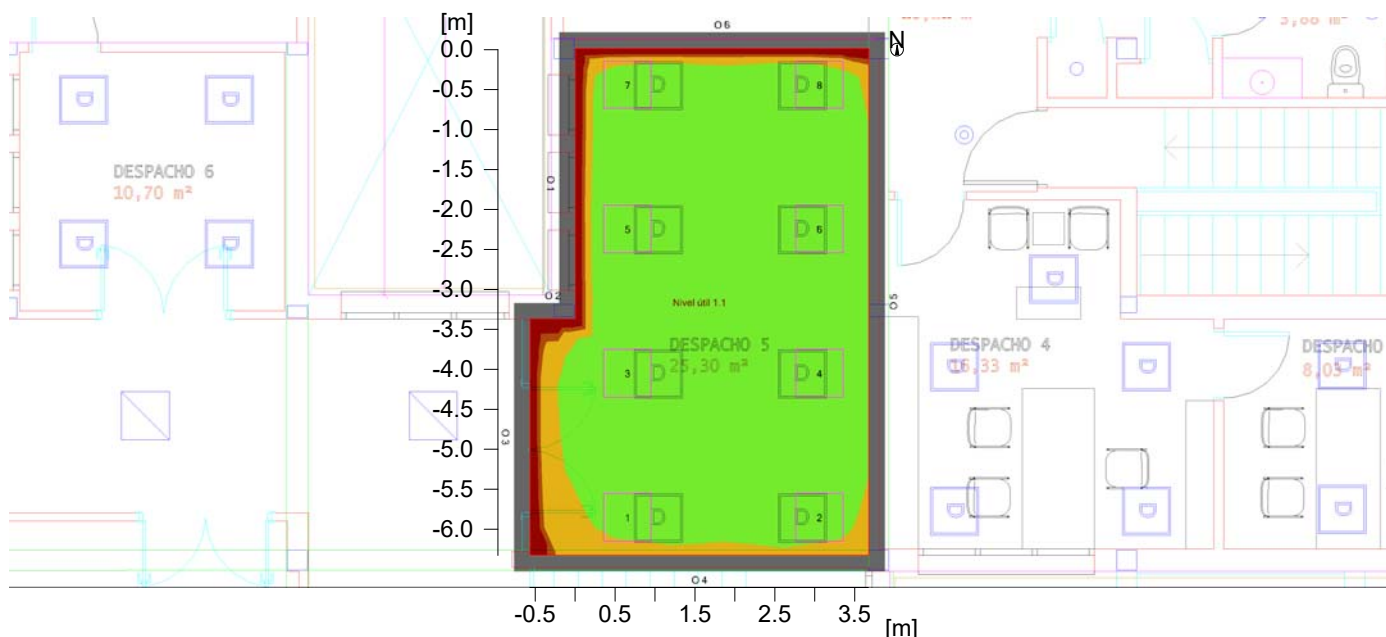 [m]
O6
3,88 m²
N
0.0
-0.5
7
8
-1.0
DESPACHO 6
10,70 m²
-1.5
O1
-2.0
5
6
-2.5
-3.0
O2
Nivel útil 1.1
O5
-3.5
DESPACHO 5
25,30 m²
DESPACHO 4
16,33 m²
DESPACHO
8,03 m²
-4.0
3
4
-4.5
O3
-5.0
-5.5
1
2
-6.0
O4
-0.5
0.5
1.5
2.5
3.5
[m]